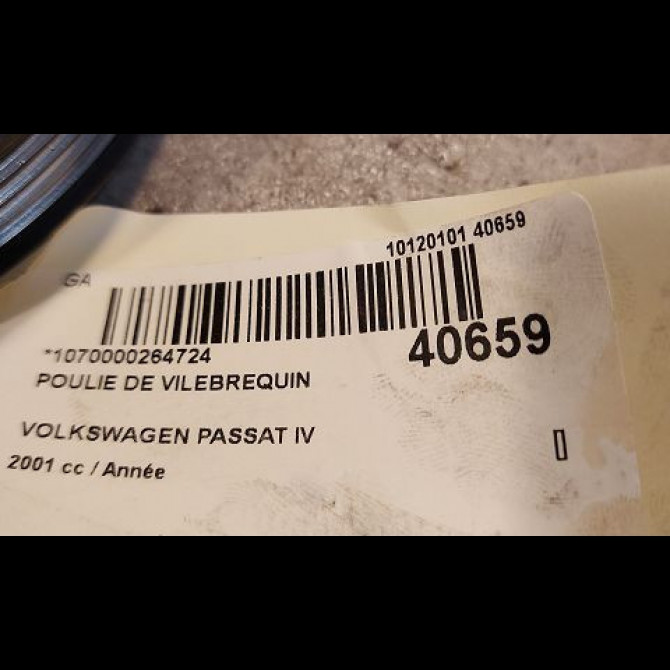 10120101 40659
GA
*1070000264724
40659
POULIE DE VILEBREQUIN
VOLKSWAGEN PASSAT IV
2001 cc / Année